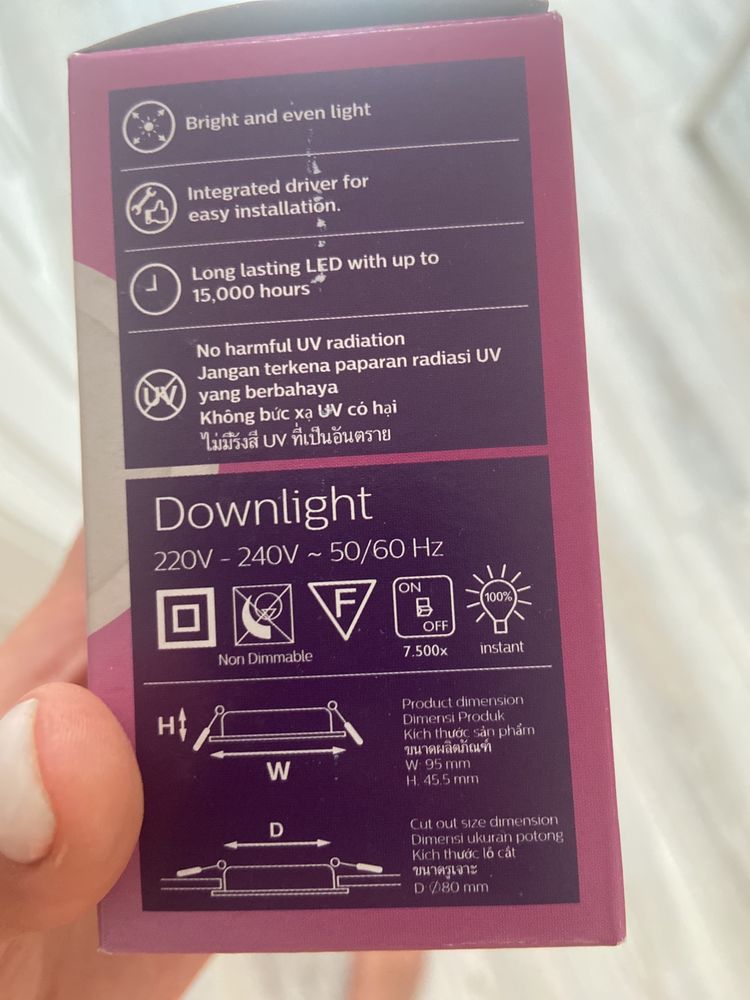 Bright and even light
Integrated driver for
easy installation.
Long lasting LED with up to
15,000 hours
UV
No harmful UV radiation
Jangan terkena paparan radiasi UV
yang berbahaya
Không bức xạ UV có hại
ไม่มีรังสี UV ที่เป็นอันตราย
Downlight
220V - 240V ~ 50/60 Hz
Non Dimmable
F
ON
OFF
7.500x
100%
instant
H
W
Product dimension
Dimensi Produk
Kích thước sản phẩm
ขนาดผลิตภัณฑ์
W: 95 mm
H: 45.5 mm
D
Cut out size dimension
Dimensi ukuran potong
Kích thước lỗ cắt
ขนาดรูเจาะ
D:Ø80 mm